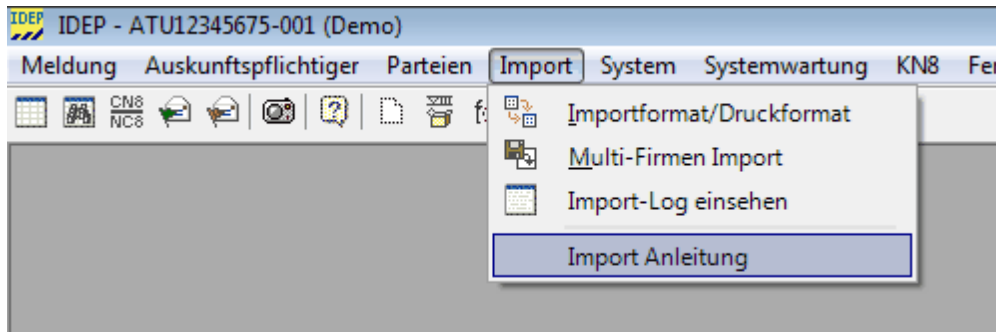 IDEP IDEP - ATU12345675-001 (Demo)
Meldung Auskunftspflichtiger Parteien Import System Systemwartung KN8
CN8
NC8
Importformat/Druckformat
Multi-Firmen Import
Import-Log einsehen
Import Anleitung